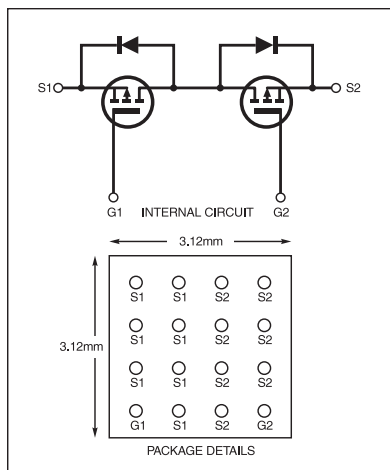 S1 S2
G1 INTERNAL CIRCUIT G2
3.12mm
3.12mm
S1 S1 S2 S2
S1 S1 S2 S2
S1 S1 S2 S2
G1 S1 S2 G2
PACKAGE DETAILS